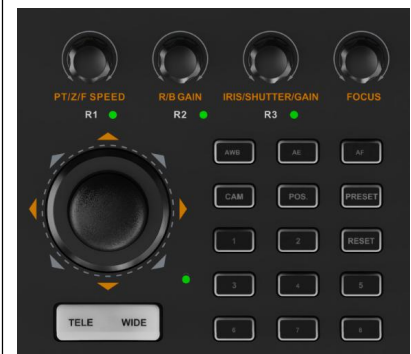 PT/Z/F SPEED R/B GAIN IRIS/SHUTTER/GAIN FOCUS
R1 R2 R3
AWB AE AF
CAM POS. PRESET
1 2 RESET
3 4 5
TELE WIDE
6 7 8